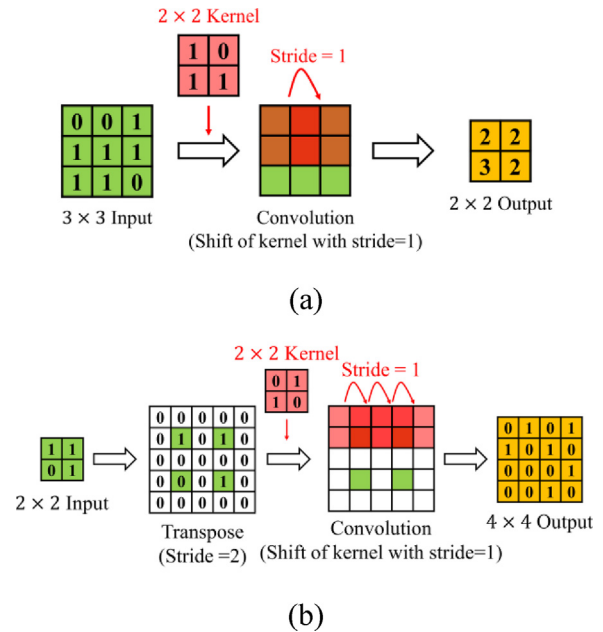 2 × 2 Kernel
1 0
1 1
Stride = 1
0 0 1
1 1 1
1 1 0
2 2
3 2
3 × 3 Input
Convolution
(Shift of kernel with stride=1)
2 × 2 Output
(a)
2 × 2 Kernel
0 1
1 0
Stride = 1
1 1
0 1
2 × 2 Input
0 0 0 0 0
0 1 0 1 0
0 0 0 0 0
0 0 0 1 0
0 0 0 0 0
Transpose
(Stride =2)
Convolution
(Shift of kernel with stride=1)
0 1 0 1
1 0 1 0
0 0 0 1
0 0 1 0
4 × 4 Output
(b)